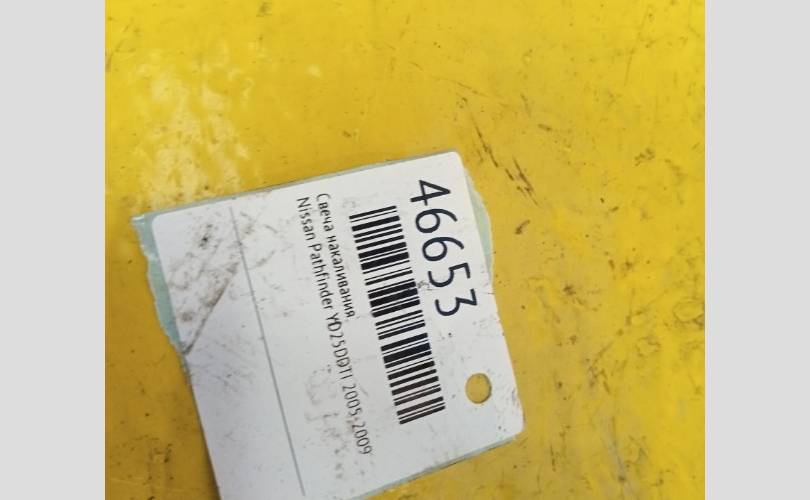 46653
Свеча накаливания
Nissan Pathfinder YD25DDTI 2005-2009